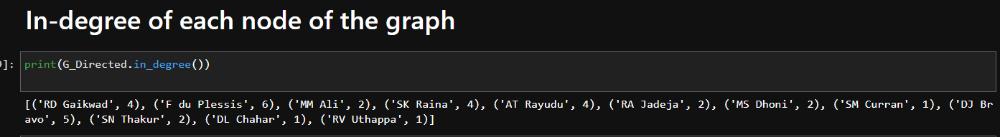 In-degree of each node of the graph
]: print(G_Directed.in_degree())
[('RD Gaikwad', 4), ('F du Plessis', 6), ('MM Ali', 2), ('SK Raina', 4), ('AT Rayudu', 4), ('RA Jadeja', 2), ('MS Dhoni', 2), ('SM Curran', 1), ('DJ Br
avo', 5), ('SN Thakur', 2), ('DL Chahar', 1), ('RV Uthappa', 1)]